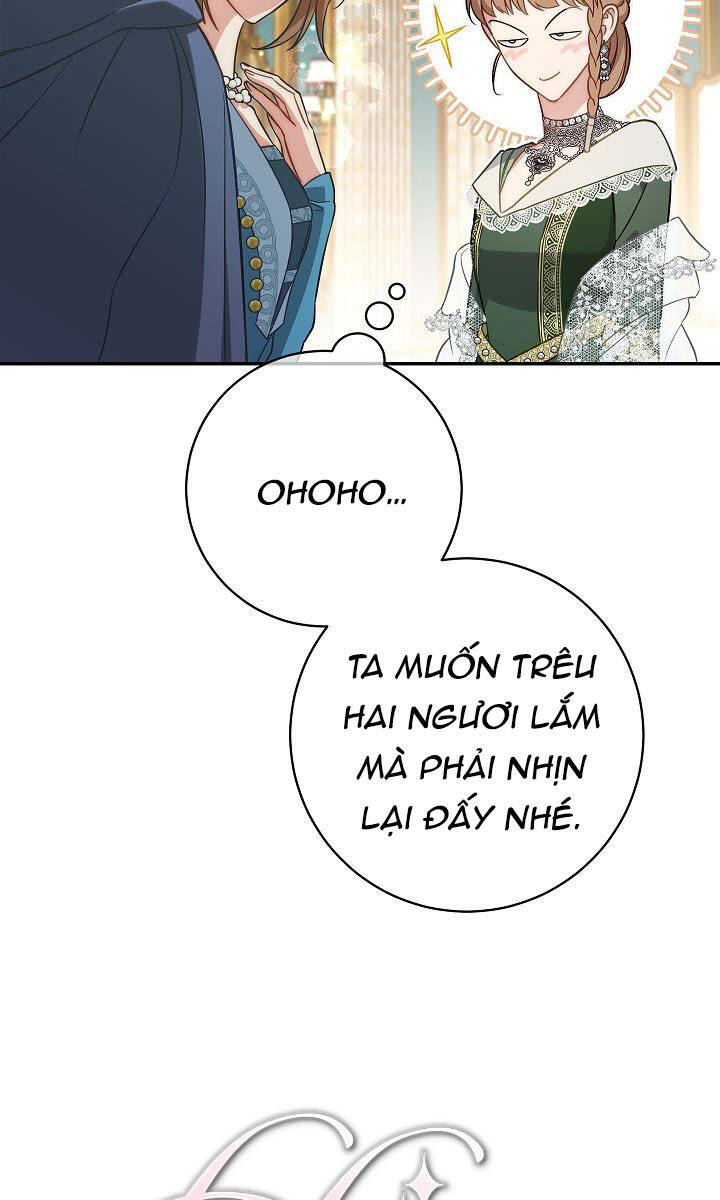 OHOHO...
TA MUỐN TRÊU
HAI NGƯƠI LẮM
MÀ PHẢI NHỊN
LẠI ĐẤY NHÉ.